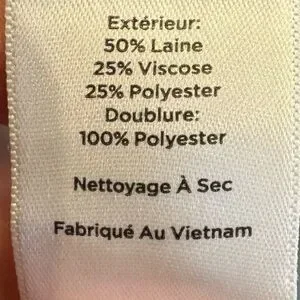 Extérieur:
50% Laine
25% Viscose
25% Polyester
Doublure:
100% Polyester
Nettoyage À Sec
Fabriqué Au Vietnam